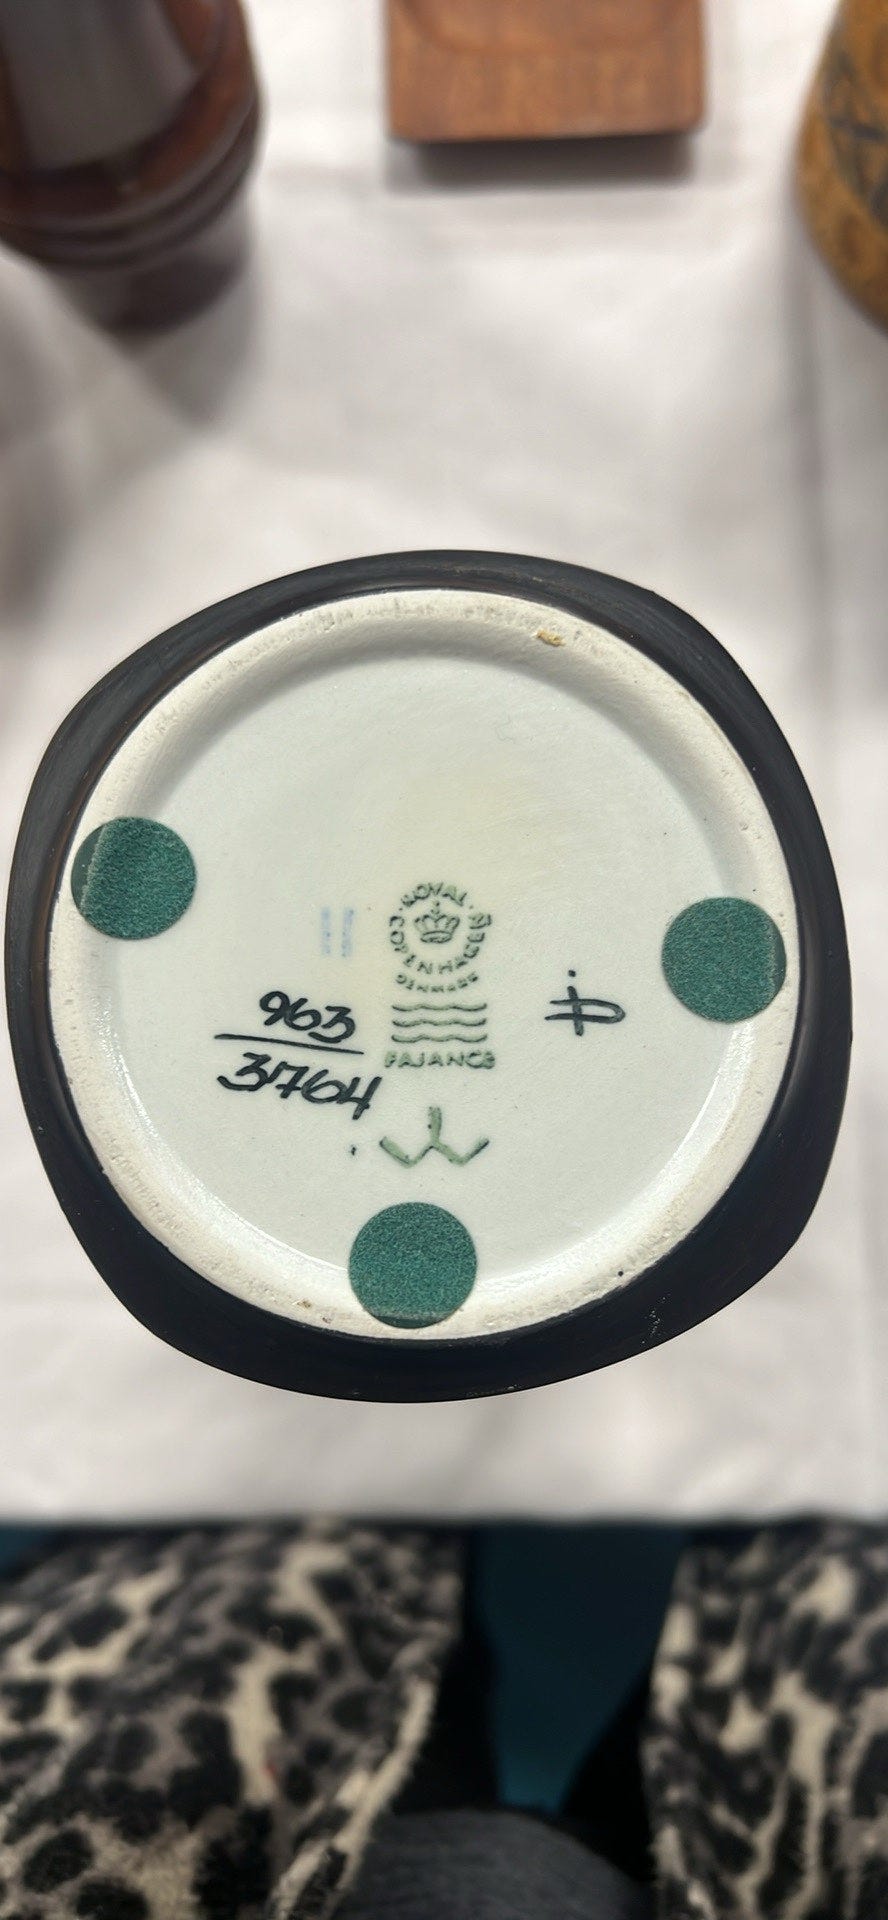 ROYAL
COPENHAGEN
DENMARK
FAJANCE
963
3764